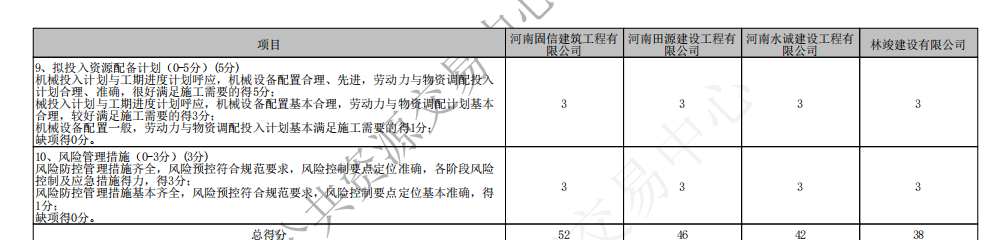 项目
河南固信建筑工程有限公司
河南田源建设工程有限公司
河南水诚建设工程有限公司
林竣建设有限公司
9、拟投入资源配备计划（0-5分）(5分)
机械投入计划与工期进度计划呼应，机械设备配置合理、先进，劳动力与物资调配投入
计划合理、准确，很好满足施工需要的得5分；
械投入计划与工期进度计划呼应，机械设备配置基本合理，劳动力与物资调配计划基本
合理，较好满足施工需要的得3分；
机械设备配置一般，劳动力与物资调配投入计划基本满足施工需要的得1分；
缺项得0分。
3 3 3 3
10、风险管理措施（0-3分）(3分)
风险防控管理措施齐全，风险预控符合规范要求，风险控制要点定位准确，各阶段风险
控制及应急措施得力，得3分；
风险防控管理措施基本齐全，风险预控符合规范要求，风险控制要点定位基本准确，得
1分；
缺项得0分。
3 3 3 3
总得分 52 46 42 38
公共资源交易中心
交易中心